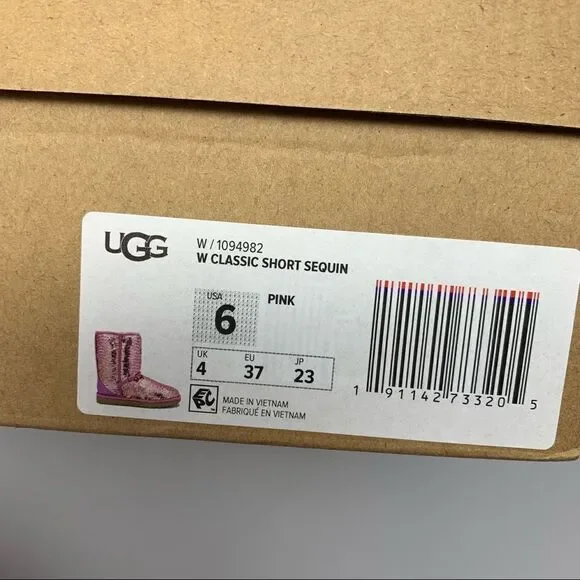 UGG
W / 1094982
W CLASSIC SHORT SEQUIN
USA
6
PINK
UK
4
EU
37
JP
23
MADE IN VIETNAM
FABRIQUÉ EN VIETNAM
1 91142 73320 5